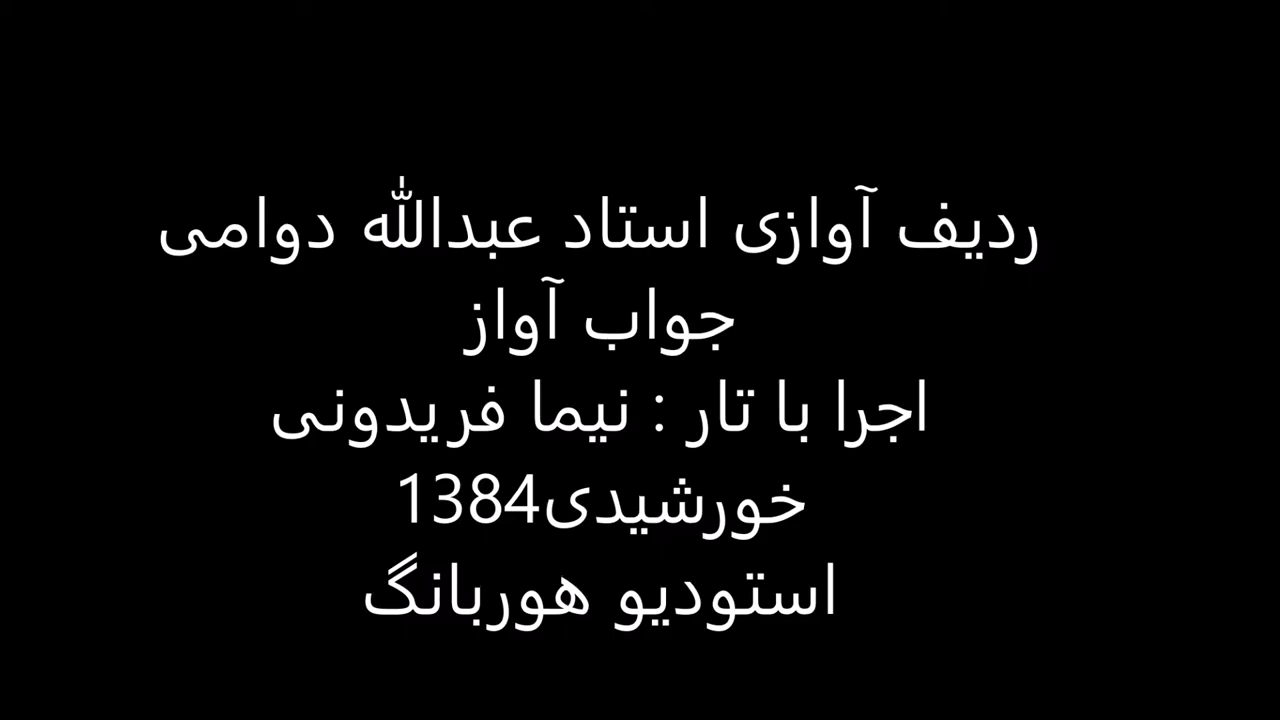 ردیف آوازی استاد عبدالله دوامی
جواب آواز
اجرا با تار : نیما فریدونی
خورشیدی1384
استودیو هوربانگ